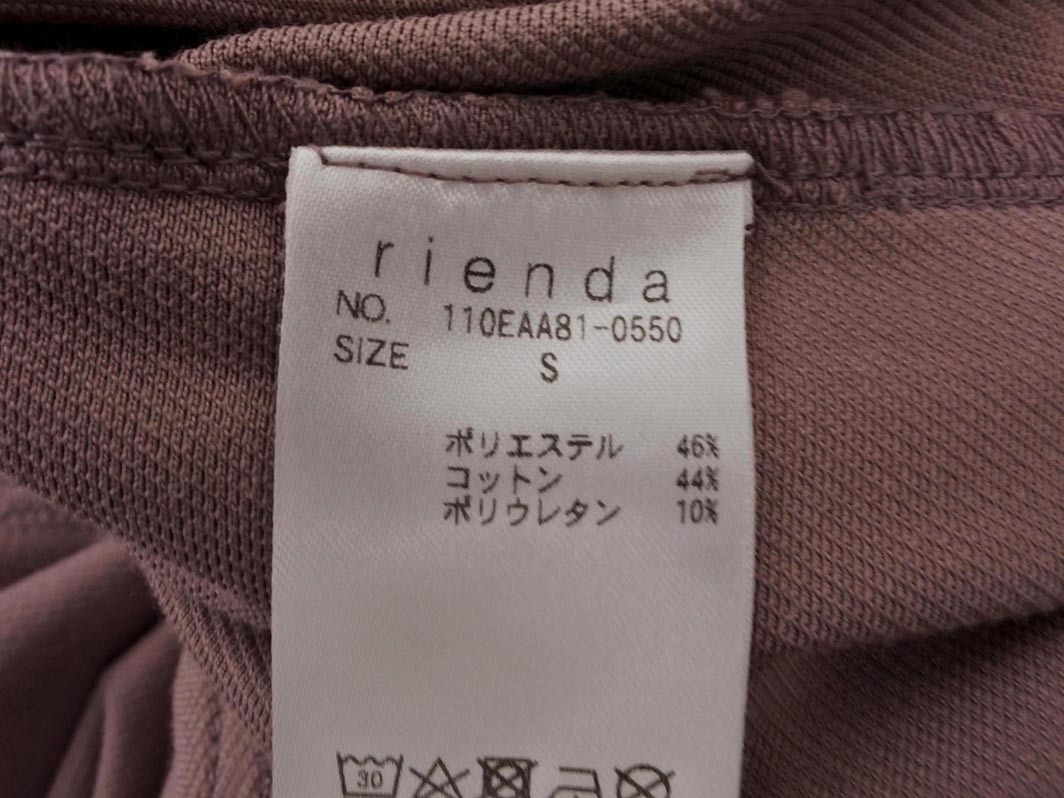 rienda
NO. 110EAA81-0550
SIZE S
ポリエステル 46%
コットン 44%
ポリウレタン 10%
30